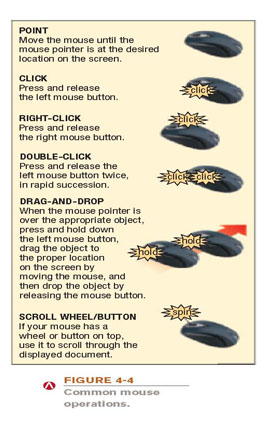 POINT
Move the mouse until the
mouse pointer is at the desired
location on the screen.
CLICK
Press and release
the left mouse button.
click
RIGHT-CLICK
Press and release
the right mouse button.
click
DOUBLE-CLICK
Press and release the
left mouse button twice,
in rapid succession.
click click
DRAG-AND-DROP
When the mouse pointer is
over the appropriate object,
press and hold down
the left mouse button,
drag the object to
the proper location
on the screen by
moving the mouse, and
then drop the object by
releasing the mouse button.
hold
hold
SCROLL WHEEL/BUTTON
If your mouse has a
wheel or button on top,
use it to scroll through the
displayed document.
spin
FIGURE 4-4
Common mouse
operations.